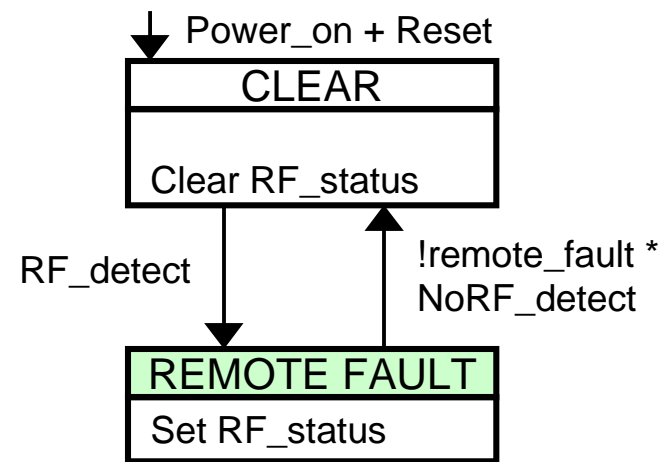 Power_on + Reset
CLEAR
Clear RF_status
RF_detect
!remote_fault *
NoRF_detect
REMOTE FAULT
Set RF_status